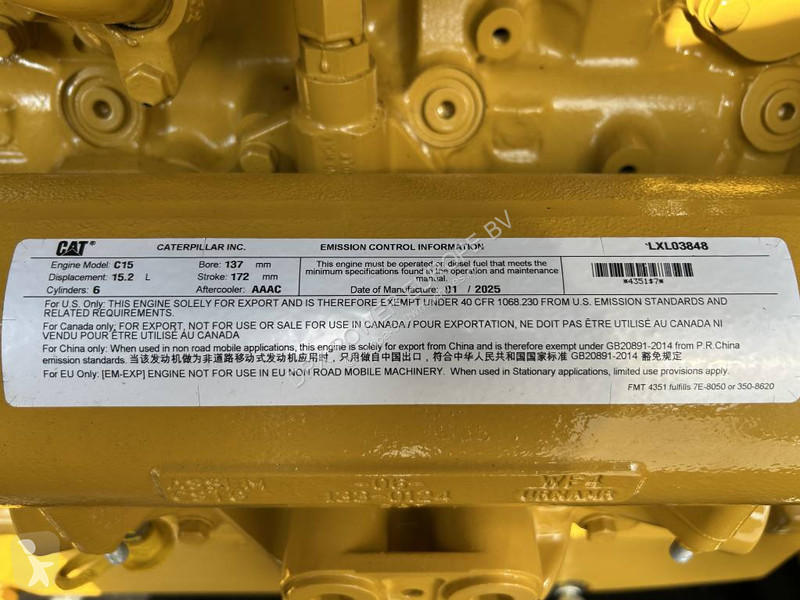 CAT® CATERPILLAR INC. EMISSION CONTROL INFORMATION LXL03848
Engine Model: C15 Bore: 137 mm
Displacement: 15.2 L Stroke: 172 mm
Cylinders: 6 Aftercooler: AAAC
This engine must be operated on diesel fuel that meets the
minimum specifications found in the operation and maintenance
manual.
Date of Manufacture: 01 / 2025
*4351$7*
For U.S. Only: THIS ENGINE SOLELY FOR EXPORT AND IS THEREFORE EXEMPT UNDER 40 CFR 1068.230 FROM U.S. EMISSION STANDARDS AND
RELATED REQUIREMENTS.
For Canada only: FOR EXPORT, NOT FOR USE OR SALE FOR USE IN CANADA / POUR EXPORTATION, NE DOIT PAS ÊTRE UTILISÉ AU CANADA NI
VENDU POUR ÊTRE UTILISÉ AU CANADA
For China only: When used in non road mobile applications, this engine is solely for export from China and is therefore exempt under GB20891-2014 from P.R.China
emission standards. 当该发动机做为非道路移动式发动机应用时，只用做自中国出口，符合中华人民共和国国家标准 GB20891-2014 豁免规定
For EU Only: [EM-EXP] ENGINE NOT FOR USE IN EU NON ROAD MOBILE MACHINERY. When used in Stationary applications, limited use provisions apply.
FMT 4351 fulfills 7E-8050 or 350-8620
-06-
133-0124
WF4